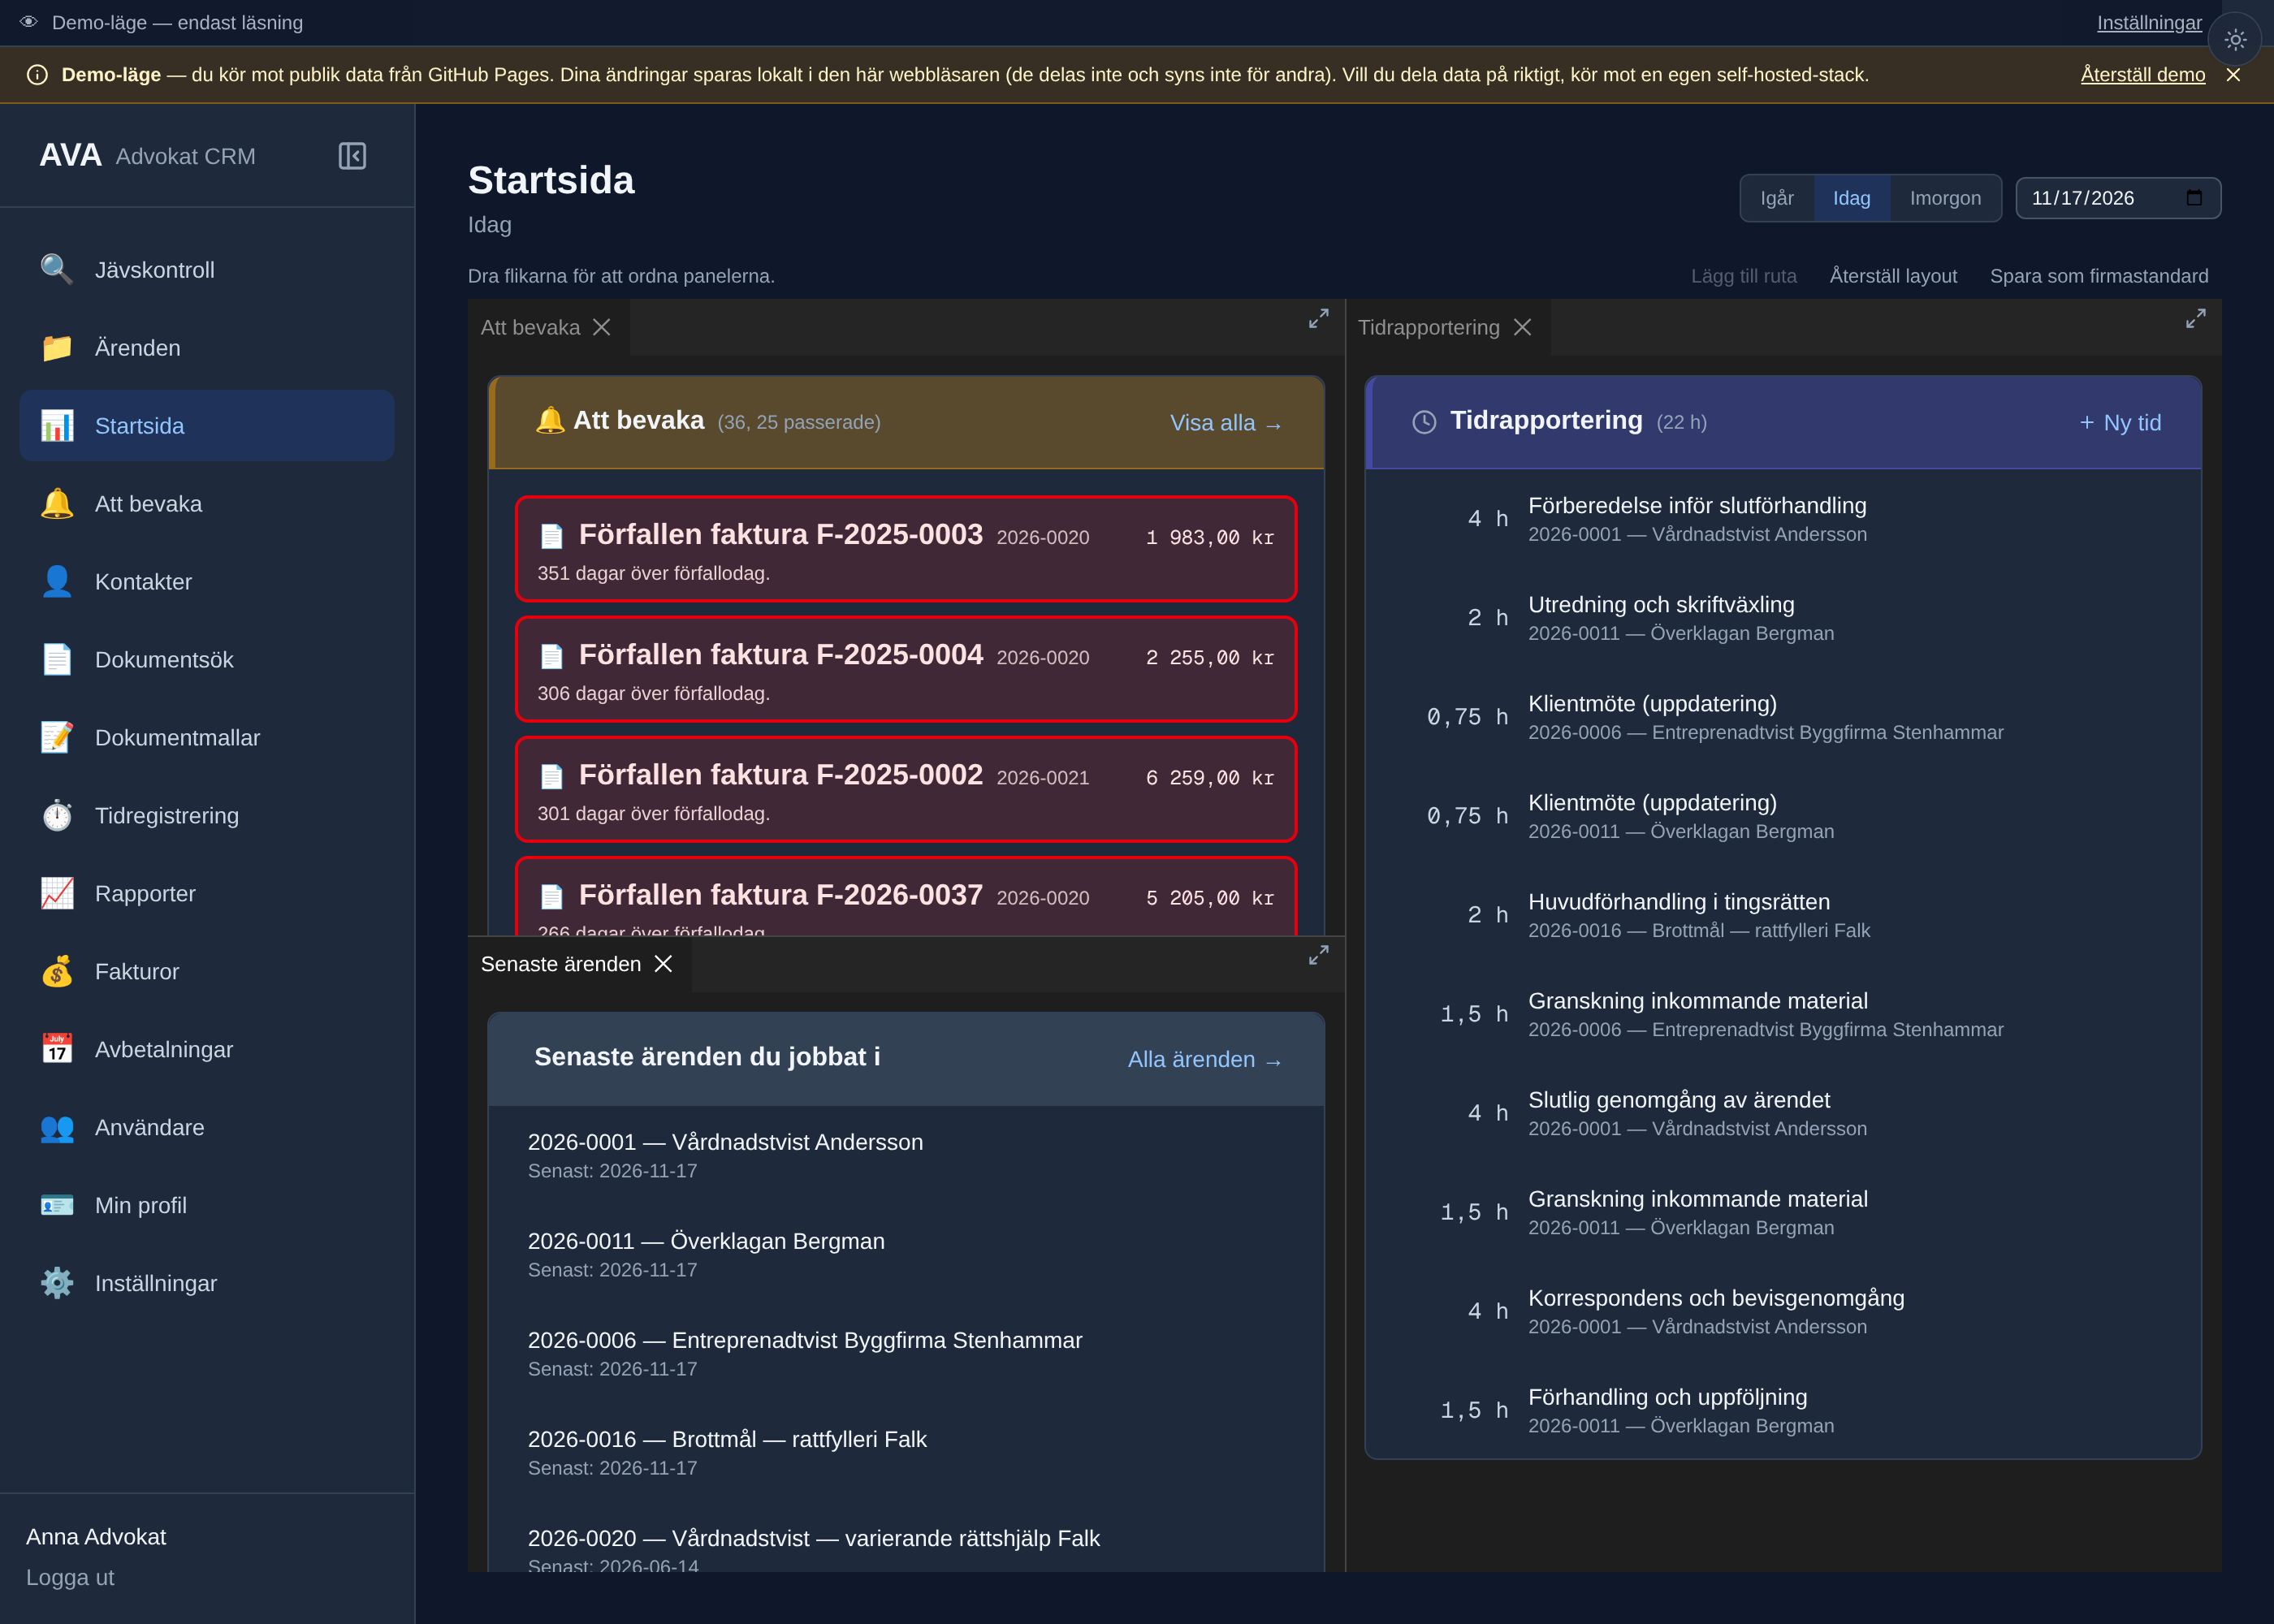 Demo-läge — endast läsning
Inställningar
Demo-läge — du kör mot publik data från GitHub Pages. Dina ändringar sparas lokalt i den här webbläsaren (de delas inte och syns inte för andra). Vill du dela data på riktigt, kör mot en egen self-hosted-stack.
Återställ demo
AVA Advokat CRM
Jävskontroll
Ärenden
Startsida
Att bevaka
Kontakter
Dokumentsök
Dokumentmallar
Tidregistrering
Rapporter
Fakturor
July
Avbetalningar
Användare
Min profil
Inställningar
Anna Advokat
Logga ut
Startsida
Idag
Igår
Idag
Imorgon
11/17/2026
Dra flikarna för att ordna panelerna.
Lägg till ruta
Återställ layout
Spara som firmastandard
Att bevaka
Att bevaka (36, 25 passerade)
Visa alla →
Förfallen faktura F-2025-0003 2026-0020 1 983,00 kr
351 dagar över förfallodag.
Förfallen faktura F-2025-0004 2026-0020 2 255,00 kr
306 dagar över förfallodag.
Förfallen faktura F-2025-0002 2026-0021 6 259,00 kr
301 dagar över förfallodag.
Förfallen faktura F-2026-0037 2026-0020 5 205,00 kr
266 dagar över förfallodag.
Senaste ärenden
Senaste ärenden du jobbat i
Alla ärenden →
2026-0001 — Vårdnadstvist Andersson
Senast: 2026-11-17
2026-0011 — Överklagan Bergman
Senast: 2026-11-17
2026-0006 — Entreprenadtvist Byggfirma Stenhammar
Senast: 2026-11-17
2026-0016 — Brottmål — rattfylleri Falk
Senast: 2026-11-17
2026-0020 — Vårdnadstvist — varierande rättshjälp Falk
Senast: 2026-06-14
Tidrapportering
Tidrapportering (22 h)
+ Ny tid
4 h Förberedelse inför slutförhandling
2026-0001 — Vårdnadstvist Andersson
2 h Utredning och skriftväxling
2026-0011 — Överklagan Bergman
0,75 h Klientmöte (uppdatering)
2026-0006 — Entreprenadtvist Byggfirma Stenhammar
0,75 h Klientmöte (uppdatering)
2026-0011 — Överklagan Bergman
2 h Huvudförhandling i tingsrätten
2026-0016 — Brottmål — rattfylleri Falk
1,5 h Granskning inkommande material
2026-0006 — Entreprenadtvist Byggfirma Stenhammar
4 h Slutlig genomgång av ärendet
2026-0001 — Vårdnadstvist Andersson
1,5 h Granskning inkommande material
2026-0011 — Överklagan Bergman
4 h Korrespondens och bevisgenomgång
2026-0001 — Vårdnadstvist Andersson
1,5 h Förhandling och uppföljning
2026-0011 — Överklagan Bergman